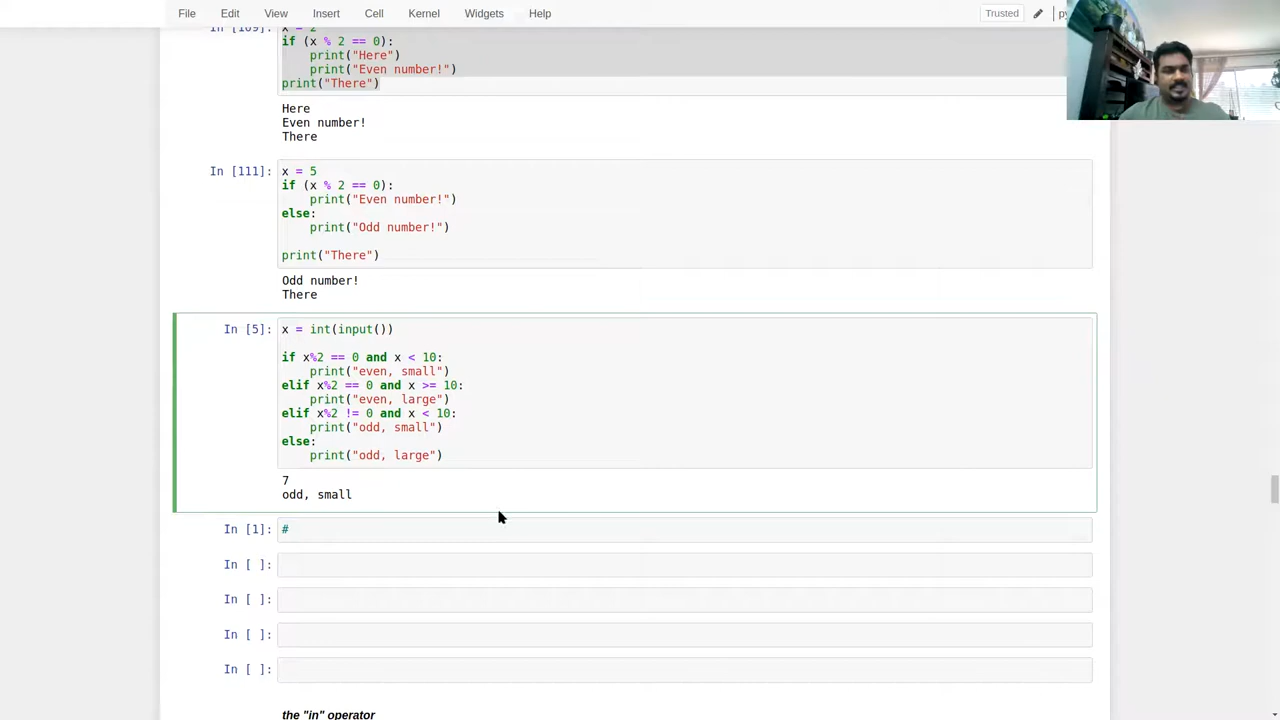 File Edit View Insert Cell Kernel Widgets Help Trusted
In [109]: x = 2
if (x % 2 == 0):
    print("Here")
    print("Even number!")
print("There")
Here
Even number!
There
In [111]: x = 5
if (x % 2 == 0):
    print("Even number!")
else:
    print("Odd number!")
print("There")
Odd number!
There
In [5]: x = int(input())
if x%2 == 0 and x < 10:
    print("even, small")
elif x%2 == 0 and x >= 10:
    print("even, large")
elif x%2 != 0 and x < 10:
    print("odd, small")
else:
    print("odd, large")
7
odd, small
In [1]: #
In [ ]:
In [ ]:
In [ ]:
In [ ]:
the "in" operator